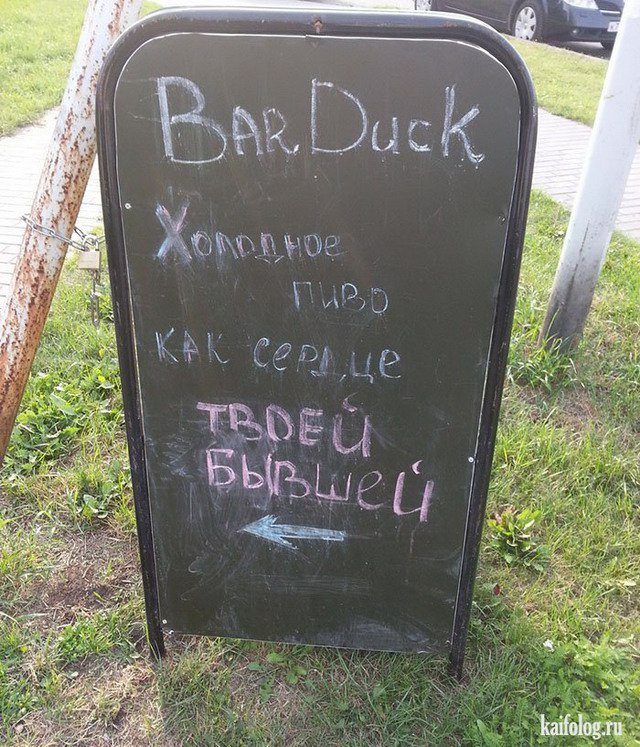 Bar Duck
Холодное
пиво
как сердце
твоей
бывшей
kaifolog.ru